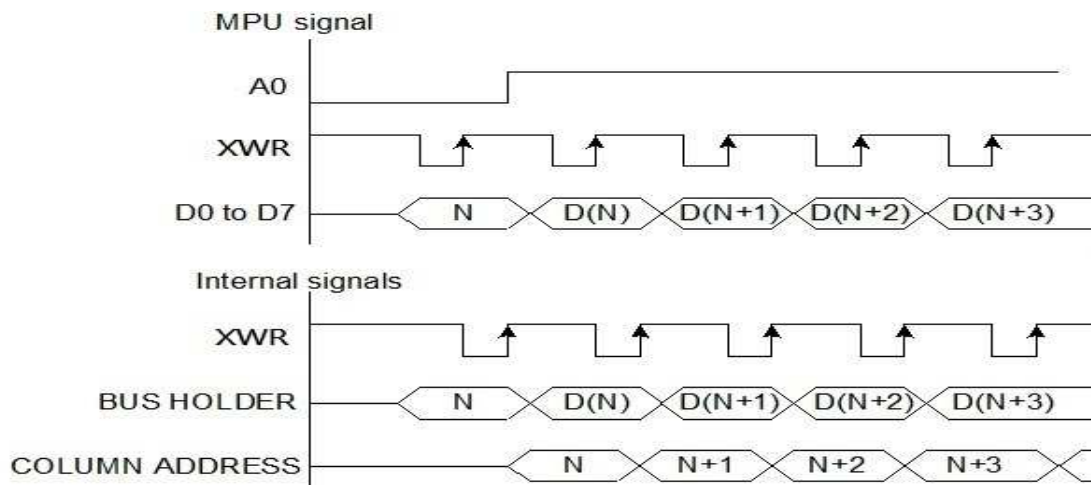 MPU signal
A0
XWR
D0 to D7 N D(N) D(N+1) D(N+2) D(N+3)
Internal signals
XWR
BUS HOLDER N D(N) D(N+1) D(N+2) D(N+3)
COLUMN ADDRESS N N+1 N+2 N+3